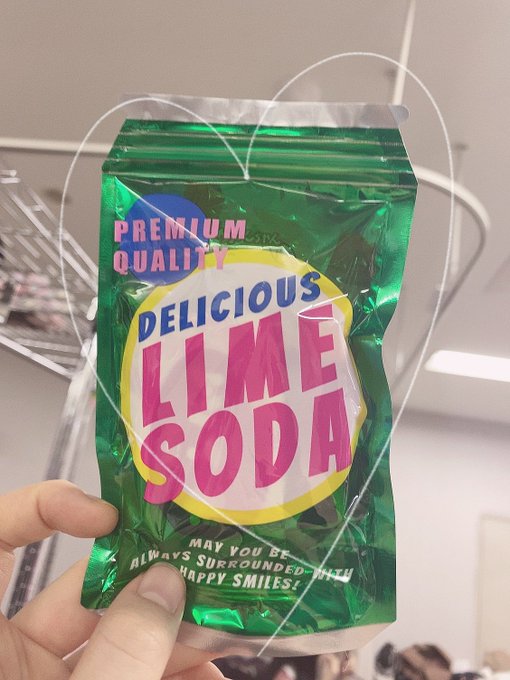 PREMIUM
QUALITY
DELICIOUS
LIME
SODA
MAY YOU BE
ALWAYS SURROUNDED WITH
HAPPY SMILES!